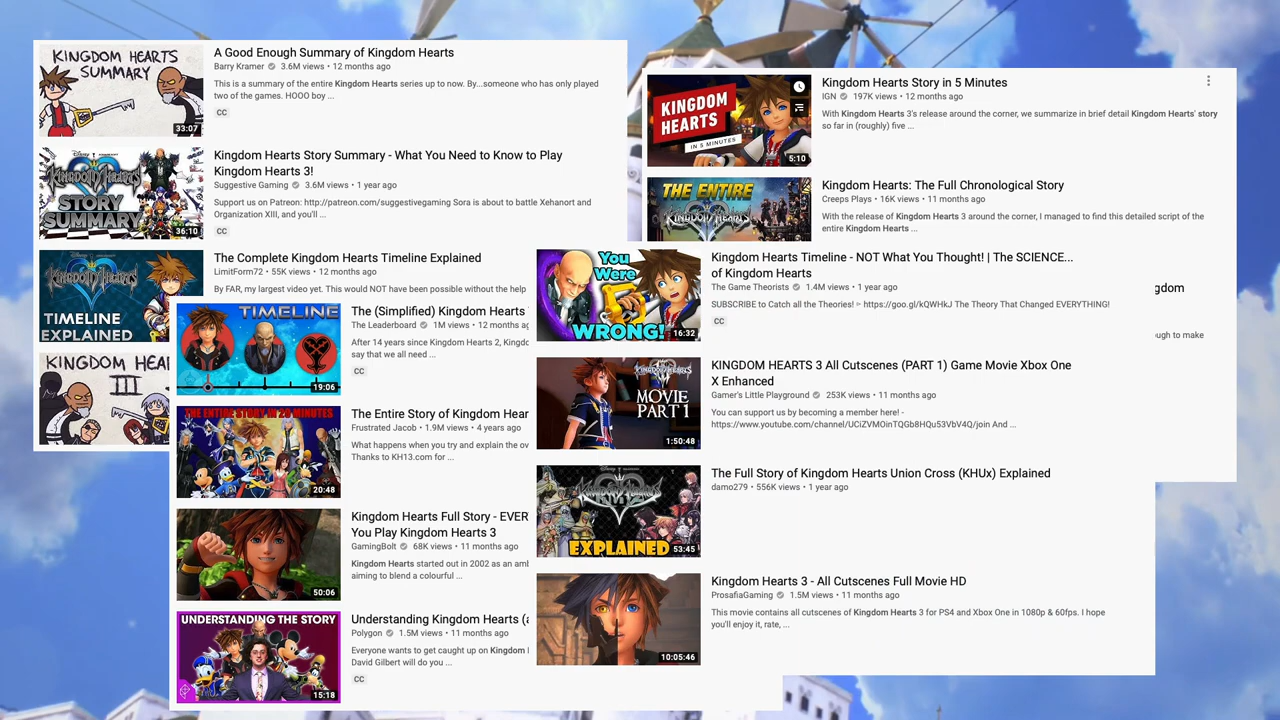 KINGDOM HEARTS
SUMMARY
33:07
A Good Enough Summary of Kingdom Hearts
Barry Kramer 3.6M views • 12 months ago
This is a summary of the entire Kingdom Hearts series up to now. By...someone who has only played
two of the games. HOOO boy ...
CC
DISNEY
KINGDOM HEARTS
STORY
SUMMARY
36:10
Kingdom Hearts Story Summary - What You Need to Know to Play
Kingdom Hearts 3!
Suggestive Gaming 3.6M views • 1 year ago
Support us on Patreon: http://patreon.com/suggestivegaming Sora is about to battle Xehanort and
Organization XIII, and you'll ...
CC
KINGDOM HEARTS
TIMELINE
EXPLAINED
The Complete Kingdom Hearts Timeline Explained
LimitForm72 • 55K views • 12 months ago
By FAR, my largest video yet. This would NOT have been possible without the help
KINGDOM HEA
III
KINGDOM
HEARTS
IN 5 MINUTES
5:10
Kingdom Hearts Story in 5 Minutes
IGN 197K views • 12 months ago
With Kingdom Hearts 3's release around the corner, we summarize in brief detail Kingdom Hearts' story
so far in (roughly) five ...
THE ENTIRE
KINGDOM HEARTS
Kingdom Hearts: The Full Chronological Story
Creeps Plays • 16K views • 11 months ago
With the release of Kingdom Hearts 3 around the corner, I managed to find this detailed script of the
entire Kingdom Hearts ...
gdom
ough to make
TIMELINE
19:06
The (Simplified) Kingdom Hearts
The Leaderboard 1M views • 12 months ag
After 14 years since Kingdom Hearts 2, Kingdo
say that we all need ...
CC
THE ENTIRE STORY IN 20 MINUTES
20:48
The Entire Story of Kingdom Hear
Frustrated Jacob • 1.9M views • 4 years ago
What happens when you try and explain the ov
Thanks to KH13.com for ...
50:06
Kingdom Hearts Full Story - EVER
You Play Kingdom Hearts 3
GamingBolt 68K views • 11 months ago
Kingdom Hearts started out in 2002 as an amb
aiming to blend a colourful ...
UNDERSTANDING THE STORY
15:18
Understanding Kingdom Hearts (a
Polygon 1.5M views • 11 months ago
Everyone wants to get caught up on Kingdom
David Gilbert will do you ...
CC
You
Were
5
WRONG!
16:32
Kingdom Hearts Timeline - NOT What You Thought! | The SCIENCE...
of Kingdom Hearts
The Game Theorists 1.4M views • 1 year ago
SUBSCRIBE to Catch all the Theories! ► https://goo.gl/kQWHkJ The Theory That Changed EVERYTHING!
CC
KINGDOM HEARTS
MOVIE
PART 1
1:50:48
KINGDOM HEARTS 3 All Cutscenes (PART 1) Game Movie Xbox One
X Enhanced
Gamer's Little Playground 253K views • 11 months ago
You can support us by becoming a member here! -
https://www.youtube.com/channel/UCiZVMOinTQGb8HQu53VbV4Q/join And ...
KINGDOM HEARTS
EXPLAINED
53:45
The Full Story of Kingdom Hearts Union Cross (KHUx) Explained
damo279 • 556K views • 1 year ago
10:05:46
Kingdom Hearts 3 - All Cutscenes Full Movie HD
ProsafiaGaming 1.5M views • 11 months ago
This movie contains all cutscenes of Kingdom Hearts 3 for PS4 and Xbox One in 1080p & 60fps. I hope
you'll enjoy it, rate, ...